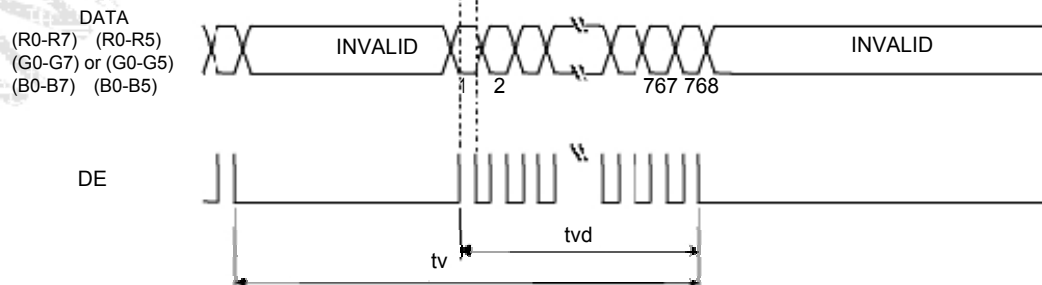 DATA
(R0-R7) (R0-R5)
(G0-G7) or (G0-G5)
(B0-B7) (B0-B5)
INVALID
INVALID
1 2 767 768
DE
tvd
tv